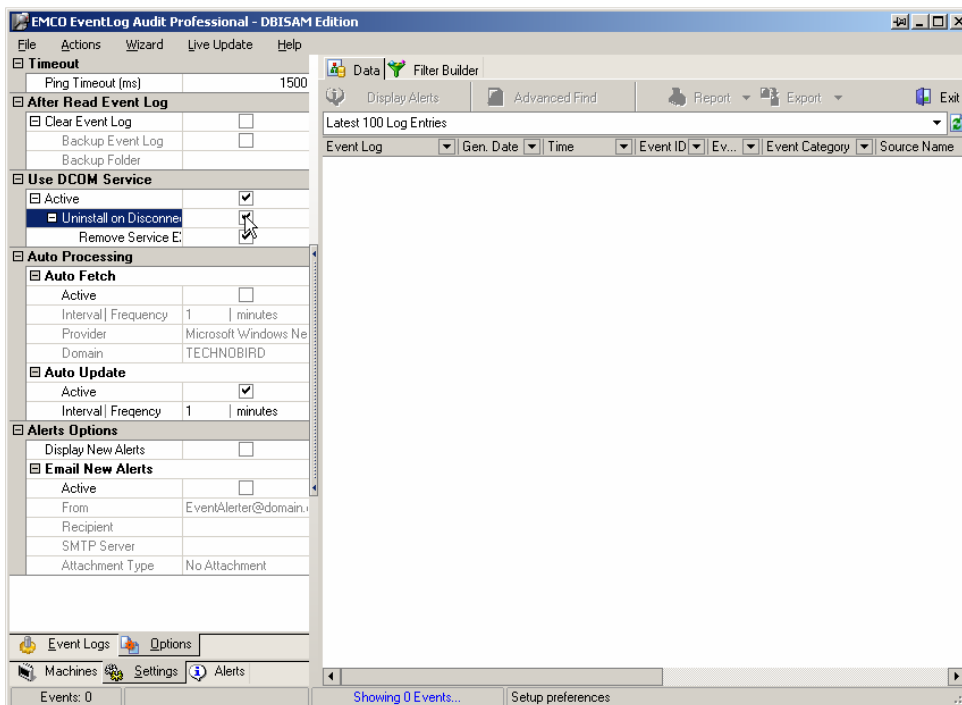 EMCO EventLog Audit Professional - DBISAM Edition
File Actions Wizard Live Update Help
Timeout
Ping Timeout (ms) 1500
After Read Event Log
Clear Event Log
Backup Event Log
Backup Folder
Use DCOM Service
Active
Uninstall on Disconne
Remove Service E
Auto Processing
Auto Fetch
Active
Interval | Frequency 1 | minutes
Provider Microsoft Windows Ne
Domain TECHNOBIRD
Auto Update
Active
Interval | Freqency 1 | minutes
Alerts Options
Display New Alerts
Email New Alerts
Active
From EventAlerter@domain.
Recipient
SMTP Server
Attachment Type No Attachment
Event Logs Options
Machines Settings Alerts
Events: 0
Data Filter Builder
Display Alerts Advanced Find Report Export Exit
Latest 100 Log Entries
Event Log Gen. Date Time Event ID Ev... Event Category Source Name
Showing 0 Events... Setup preferences